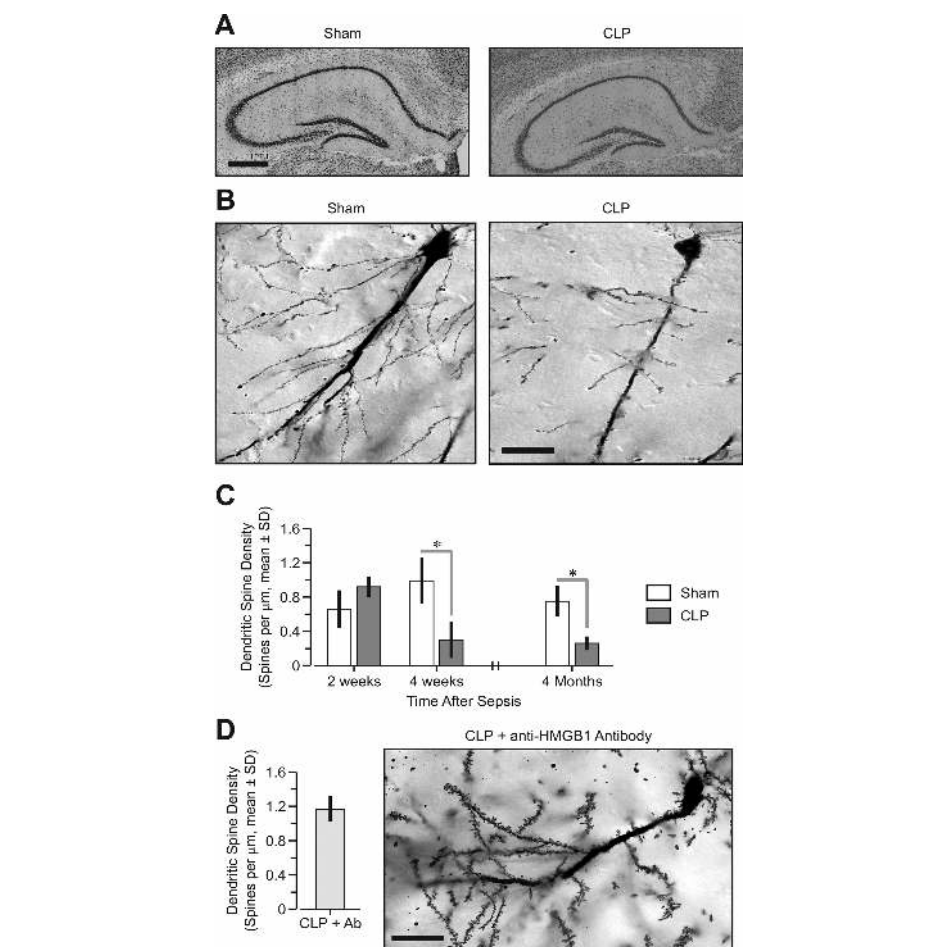 A
Sham
CLP
B
Sham
CLP
C
Dendritic Spine Density
(Spines per µm, mean ± SD)
1.6
1.2
0.8
0.4
0
*
*
Sham
CLP
2 weeks
4 weeks
4 Months
Time After Sepsis
D
CLP + anti-HMGB1 Antibody
Dendritic Spine Density
(Spines per µm, mean ± SD)
1.6
1.2
0.8
0.4
0
CLP + Ab